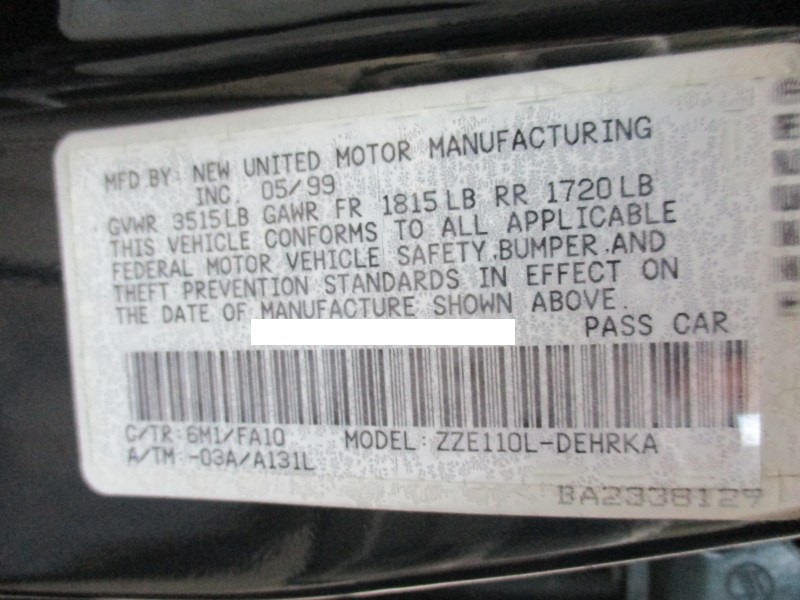 MFD BY: NEW UNITED MOTOR MANUFACTURING
INC. 05/99
GVWR 3515LB GAWR FR 1815LB RR 1720LB
THIS VEHICLE CONFORMS TO ALL APPLICABLE
FEDERAL MOTOR VEHICLE SAFETY,BUMPER,AND
THEFT PREVENTION STANDARDS IN EFFECT ON
THE DATE OF MANUFACTURE SHOWN ABOVE.
PASS CAR
C/TR:6M1/FA10 MODEL:ZZE110L-DEHRKA
A/TM:-03A/A131L
BA2338129